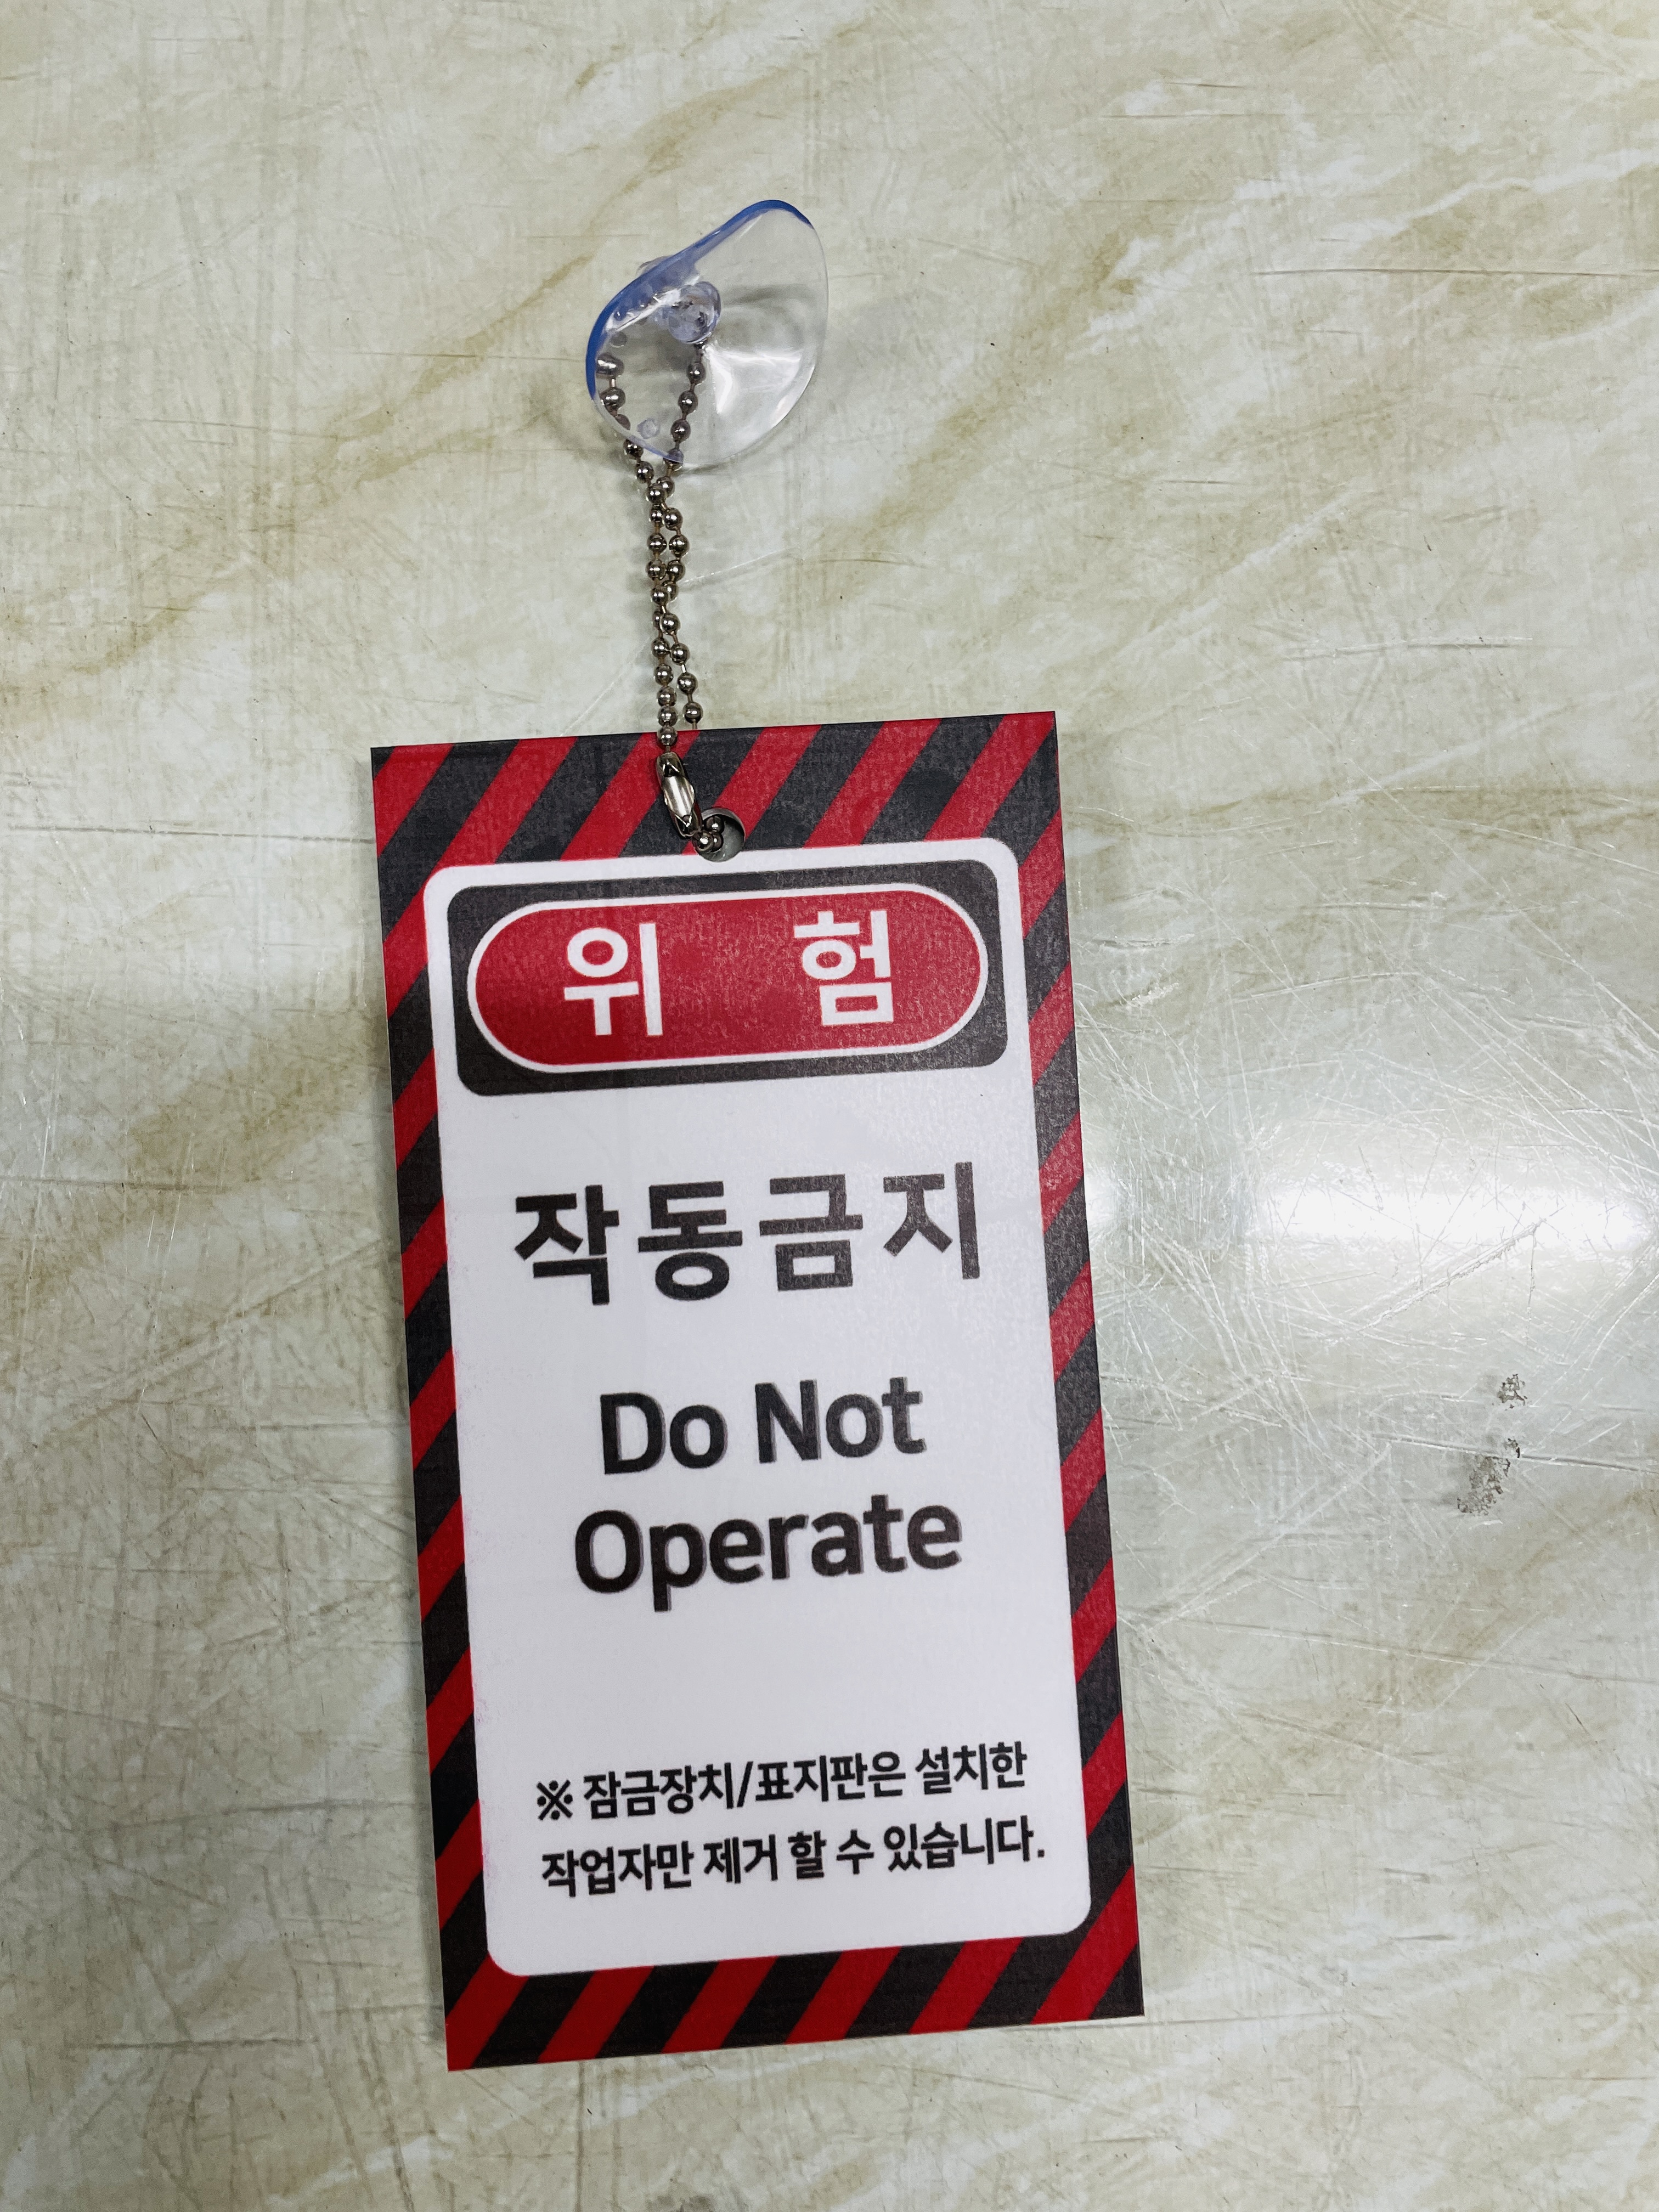 위 험
작동금지
Do Not
Operate
※ 잠금장치/표지판은 설치한
작업자만 제거 할 수 있습니다.